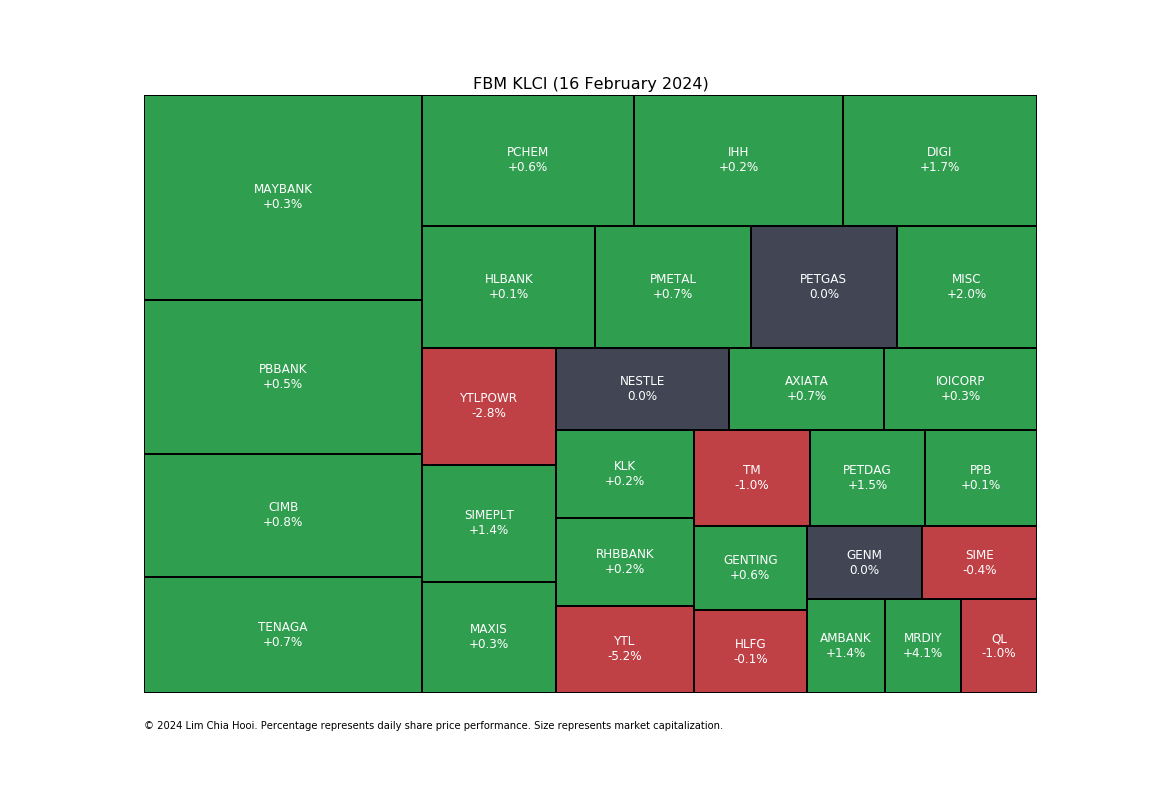 FBM KLCI (16 February 2024)
MAYBANK
+0.3%
PBBANK
+0.5%
CIMB
+0.8%
TENAGA
+0.7%
PCHEM
+0.6%
IHH
+0.2%
DIGI
+1.7%
HLBANK
+0.1%
PMETAL
+0.7%
PETGAS
0.0%
MISC
+2.0%
YTLPOWR
-2.8%
SIMEPLT
+1.4%
MAXIS
+0.3%
NESTLE
0.0%
AXIATA
+0.7%
IOICORP
+0.3%
KLK
+0.2%
RHBBANK
+0.2%
YTL
-5.2%
TM
-1.0%
PETDAG
+1.5%
PPB
+0.1%
GENTING
+0.6%
HLFG
-0.1%
GENM
0.0%
SIME
-0.4%
AMBANK
+1.4%
MRDIY
+4.1%
QL
-1.0%
© 2024 Lim Chia Hooi. Percentage represents daily share price performance. Size represents market capitalization.